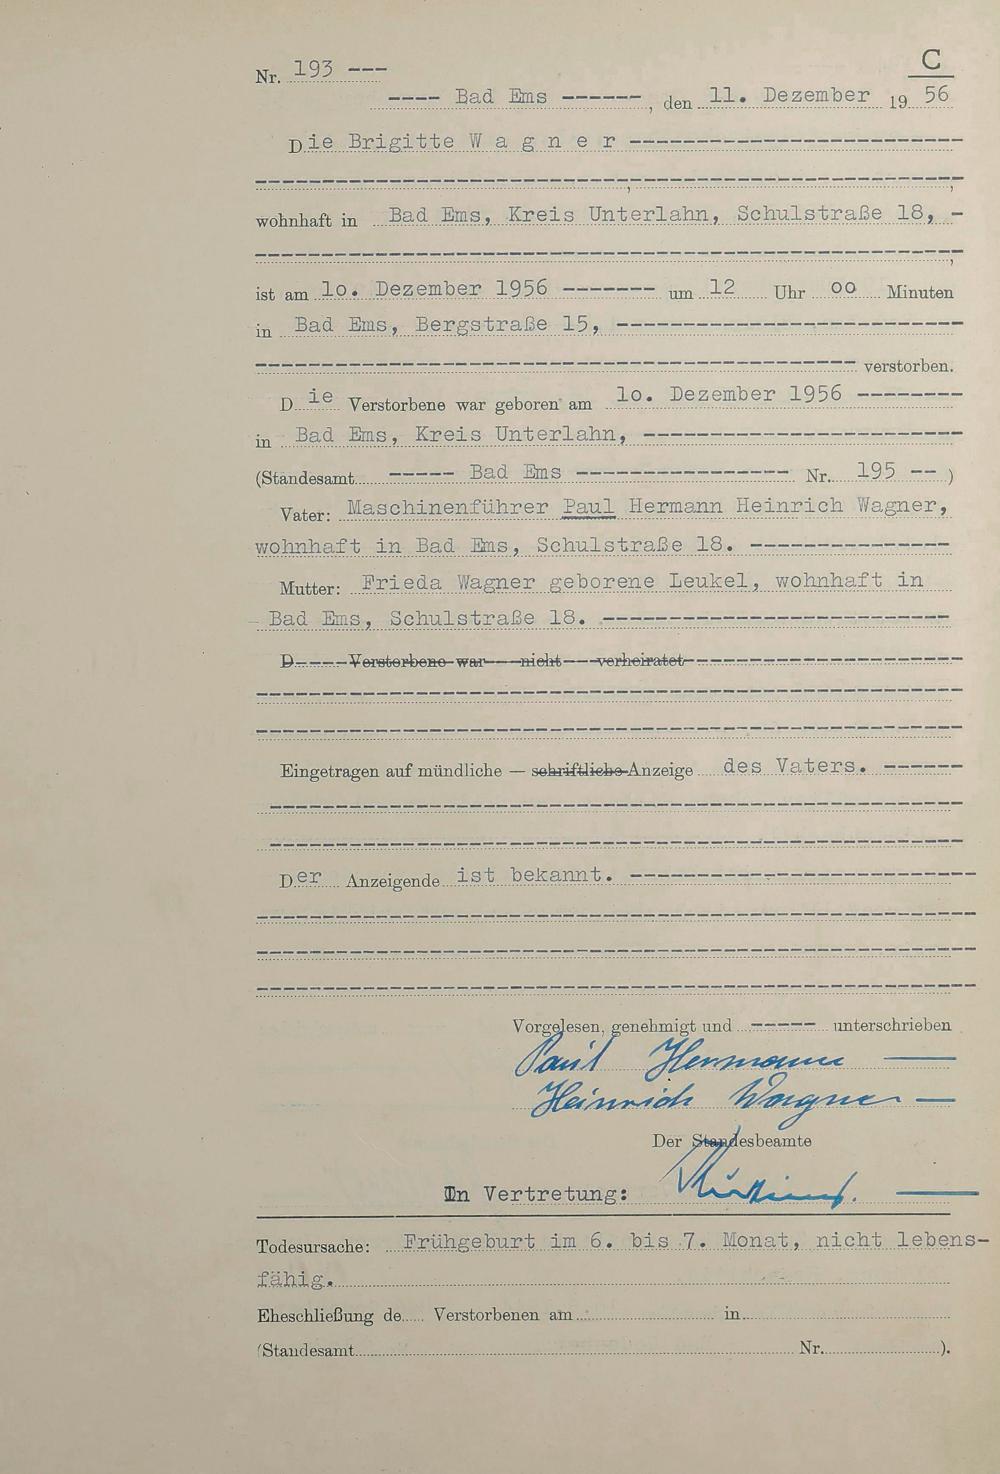 C
Nr. 193 ---
---- Bad Ems ------, den 11. Dezember 19 56
Die Brigitte W a g n e r -------------------------
,
wohnhaft in Bad Ems, Kreis Unterlahn, Schulstraße 18, -
,
ist am 1o. Dezember 1956 ------- um 12 Uhr oo Minuten
in Bad Ems, Bergstraße 15, --------------------------
--------------------------------------------- verstorben.
Die Verstorbene war geboren am 1o. Dezember 1956 --------
in Bad Ems, Kreis Unterlahn, ------------------------
(Standesamt ----- Bad Ems ---------------- Nr. 195 -- )
Vater: Maschinenführer Paul Hermann Heinrich Wagner,
wohnhaft in Bad Ems, Schulstraße 18. ---------------
Mutter: Frieda Wagner geborene Leukel, wohnhaft in
- Bad Ems, Schulstraße 18. --------------------------
D---- Verstorbene war -- nicht -- verheiratet --------------------
Eingetragen auf mündliche — schriftliche Anzeige des Vaters. ------
Der Anzeigende ist bekannt. --------------------------
Vorgelesen, genehmigt und ----- unterschrieben
Paul Hermann —
Heinrich Wagner —
Der Standesbeamte
In Vertretung:
Todesursache: Frühgeburt im 6. bis 7. Monat, nicht lebens-
fähig.
Eheschließung de...... Verstorbenen am .................... in ....................
(Standesamt .................... Nr. ....................).